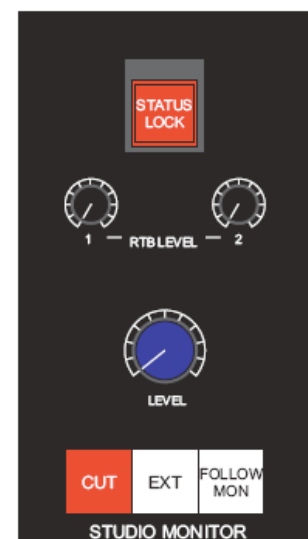 STATUS
LOCK
1 — RTB LEVEL — 2
LEVEL
CUT EXT FOLLOW
MON
STUDIO MONITOR